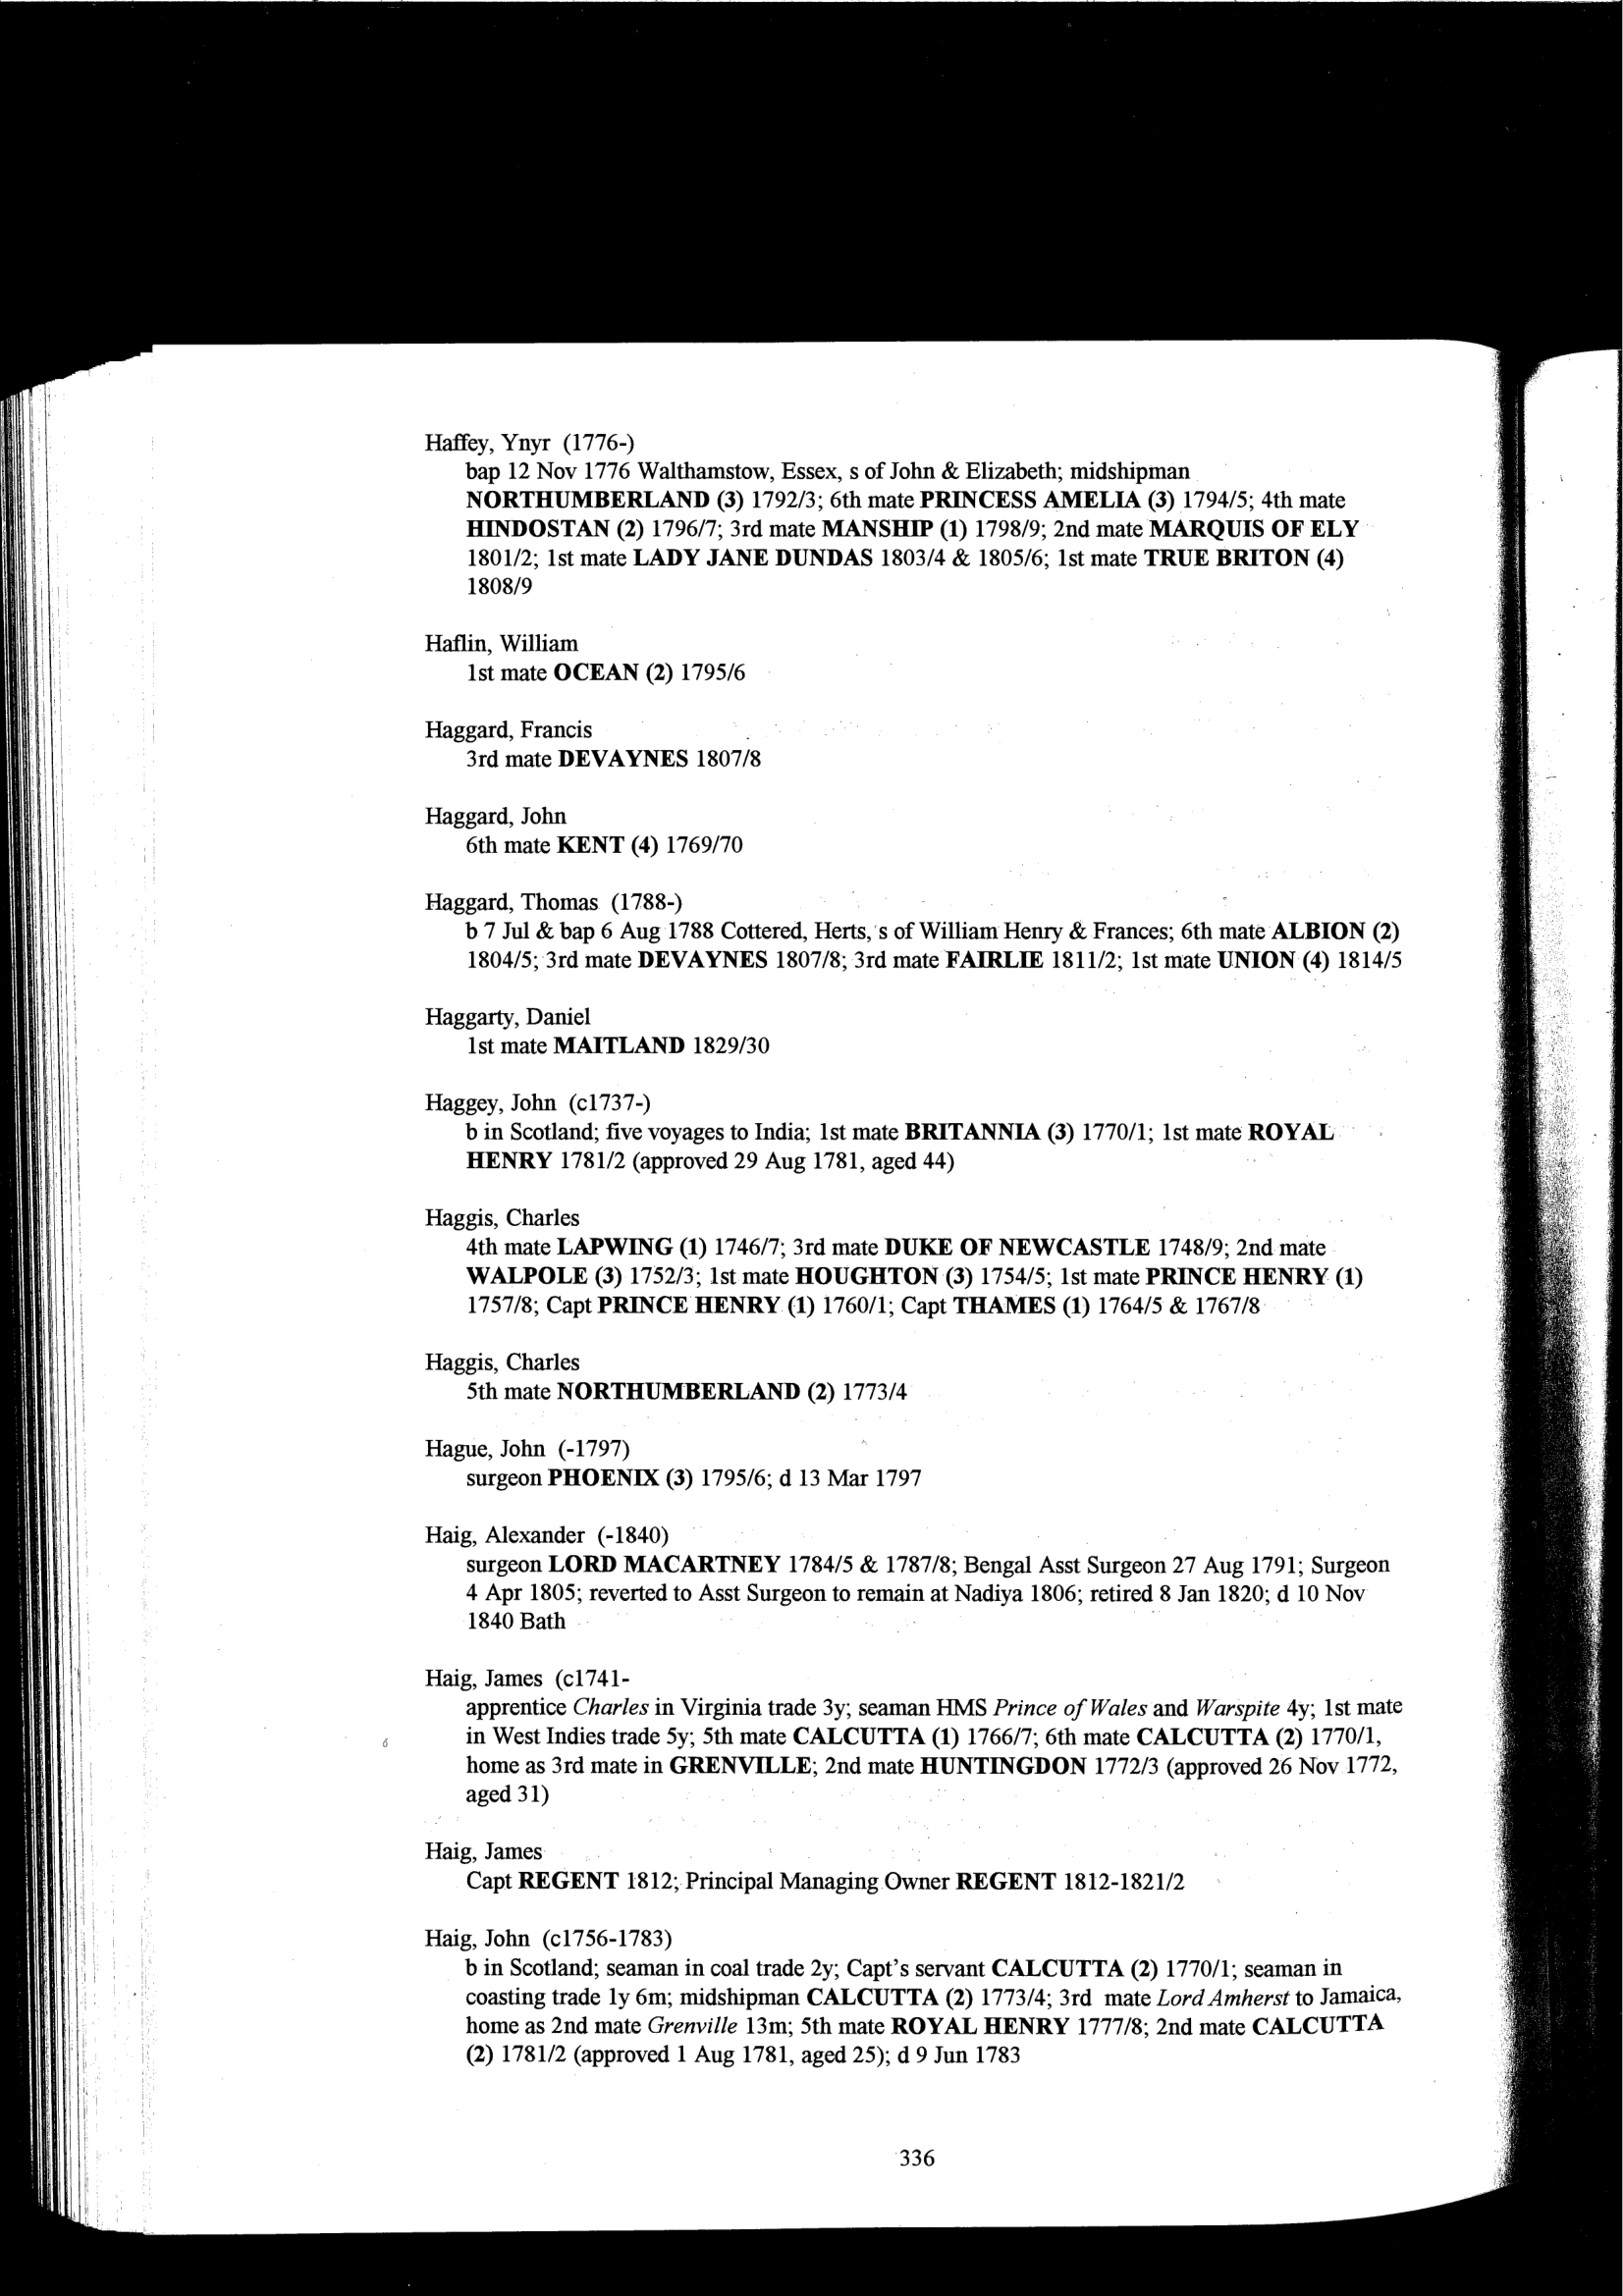 Haffey, Ynyr (1776-)
bap 12 Nov 1776 Walthamstow, Essex, s of John & Elizabeth; midshipman
NORTHUMBERLAND (3) 1792/3; 6th mate PRINCESS AMELIA (3) 1794/5; 4th mate
HINDOSTAN (2) 1796/7; 3rd mate MANSHIP (1) 1798/9; 2nd mate MARQUIS OF ELY
1801/2; 1st mate LADY JANE DUNDAS 1803/4 & 1805/6; 1st mate TRUE BRITON (4)
1808/9
Haflin, William
1st mate OCEAN (2) 1795/6
Haggard, Francis
3rd mate DEVAYNES 1807/8
Haggard, John
6th mate KENT (4) 1769/70
Haggard, Thomas (1788-)
b 7 Jul & bap 6 Aug 1788 Cottered, Herts, s of William Henry & Frances; 6th mate ALBION (2)
1804/5; 3rd mate DEVAYNES 1807/8; 3rd mate FAIRLIE 1811/2; 1st mate UNION (4) 1814/5
Haggarty, Daniel
1st mate MAITLAND 1829/30
Haggey, John (c1737-)
b in Scotland; five voyages to India; 1st mate BRITANNIA (3) 1770/1; 1st mate ROYAL
HENRY 1781/2 (approved 29 Aug 1781, aged 44)
Haggis, Charles
4th mate LAPWING (1) 1746/7; 3rd mate DUKE OF NEWCASTLE 1748/9; 2nd mate
WALPOLE (3) 1752/3; 1st mate HOUGHTON (3) 1754/5; 1st mate PRINCE HENRY (1)
1757/8; Capt PRINCE HENRY (1) 1760/1; Capt THAMES (1) 1764/5 & 1767/8
Haggis, Charles
5th mate NORTHUMBERLAND (2) 1773/4
Hague, John (-1797)
surgeon PHOENIX (3) 1795/6; d 13 Mar 1797
Haig, Alexander (-1840)
surgeon LORD MACARTNEY 1784/5 & 1787/8; Bengal Asst Surgeon 27 Aug 1791; Surgeon
4 Apr 1805; reverted to Asst Surgeon to remain at Nadiya 1806; retired 8 Jan 1820; d 10 Nov
1840 Bath
Haig, James (c1741-
apprentice Charles in Virginia trade 3y; seaman HMS Prince of Wales and Warspite 4y; 1st mate
in West Indies trade 5y; 5th mate CALCUTTA (1) 1766/7; 6th mate CALCUTTA (2) 1770/1,
home as 3rd mate in GRENVILLE; 2nd mate HUNTINGDON 1772/3 (approved 26 Nov 1772,
aged 31)
Haig, James
Capt REGENT 1812; Principal Managing Owner REGENT 1812-1821/2
Haig, John (c1756-1783)
b in Scotland; seaman in coal trade 2y; Capt's servant CALCUTTA (2) 1770/1; seaman in
coasting trade 1y 6m; midshipman CALCUTTA (2) 1773/4; 3rd mate Lord Amherst to Jamaica,
home as 2nd mate Grenville 13m; 5th mate ROYAL HENRY 1777/8; 2nd mate CALCUTTA
(2) 1781/2 (approved 1 Aug 1781, aged 25); d 9 Jun 1783
336